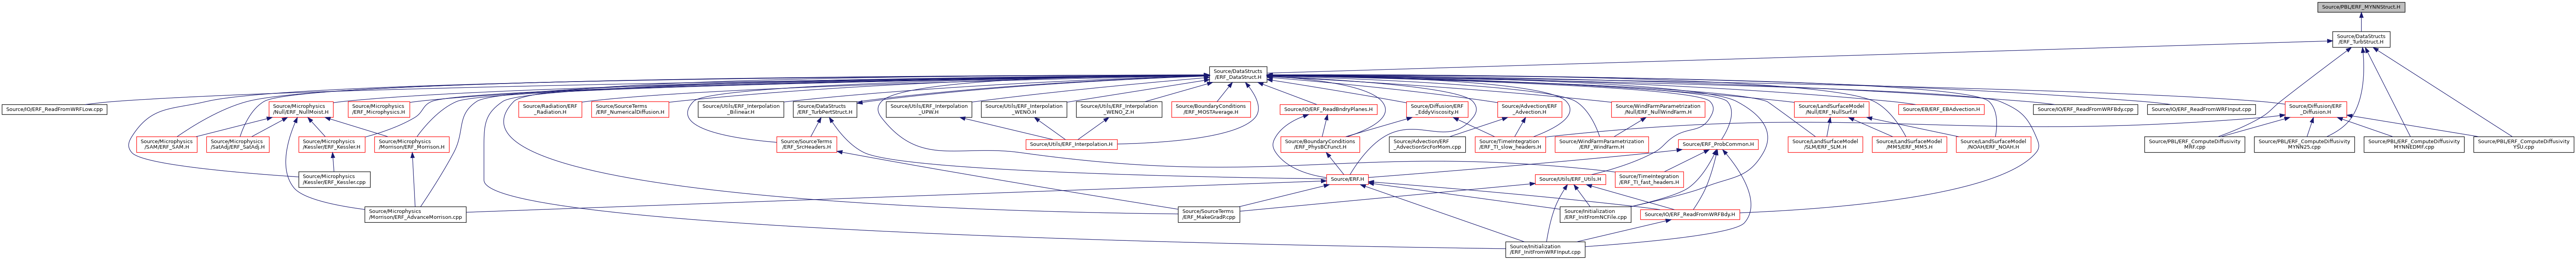 Source/PBL/ERF_MYNNStruct.H
Source/DataStructs
/ERF_TurbStruct.H
Source/DataStructs
/ERF_DataStruct.H
Source/IO/ERF_ReadFromWRFLow.cpp
Source/Microphysics
/Null/ERF_NullMoist.H
Source/Microphysics
/ERF_Microphysics.H
Source/Radiation/ERF
_Radiation.H
Source/SourceTerms
/ERF_NumericalDiffusion.H
Source/Utils/ERF_Interpolation
_Bilinear.H
Source/DataStructs
/ERF_TurbPertStruct.H
Source/Utils/ERF_Interpolation
_UPW.H
Source/Utils/ERF_Interpolation
_WENO.H
Source/Utils/ERF_Interpolation
_WENO_Z.H
Source/BoundaryConditions
/ERF_MOSTAverage.H
Source/IO/ERF_ReadBndryPlanes.H
Source/Diffusion/ERF
_EddyViscosity.H
Source/Advection/ERF
_Advection.H
Source/WindFarmParametrization
/Null/ERF_NullWindFarm.H
Source/LandSurfaceModel
/Null/ERF_NullSurf.H
Source/EB/ERF_EBAdvection.H
Source/IO/ERF_ReadFromWRFBdy.cpp
Source/IO/ERF_ReadFromWRFInput.cpp
Source/Diffusion/ERF
_Diffusion.H
Source/Microphysics
/SAM/ERF_SAM.H
Source/Microphysics
/SatAdj/ERF_SatAdj.H
Source/Microphysics
/Kessler/ERF_Kessler.H
Source/Microphysics
/Morrison/ERF_Morrison.H
Source/SourceTerms
/ERF_SrcHeaders.H
Source/Utils/ERF_Interpolation.H
Source/BoundaryConditions
/ERF_PhysBCFunct.H
Source/Advection/ERF
_AdvectionSrcForMom.cpp
Source/TimeIntegration
/ERF_TI_slow_headers.H
Source/WindFarmParametrization
/ERF_WindFarm.H
Source/ERF_ProbCommon.H
Source/LandSurfaceModel
/SLM/ERF_SLM.H
Source/LandSurfaceModel
/MM5/ERF_MM5.H
Source/LandSurfaceModel
/NOAH/ERF_NOAH.H
Source/PBL/ERF_ComputeDiffusivity
MRF.cpp
Source/PBL/ERF_ComputeDiffusivity
MYNN25.cpp
Source/PBL/ERF_ComputeDiffusivity
MYNNEDMF.cpp
Source/PBL/ERF_ComputeDiffusivity
YSU.cpp
Source/Microphysics
/Kessler/ERF_Kessler.cpp
Source/ERF.H
Source/Utils/ERF_Utils.H
Source/TimeIntegration
/ERF_TI_fast_headers.H
Source/Microphysics
/Morrison/ERF_AdvanceMorrison.cpp
Source/SourceTerms
/ERF_MakeGradP.cpp
Source/Initialization
/ERF_InitFromNCFile.cpp
Source/IO/ERF_ReadFromWRFBdy.H
Source/Initialization
/ERF_InitFromWRFInput.cpp